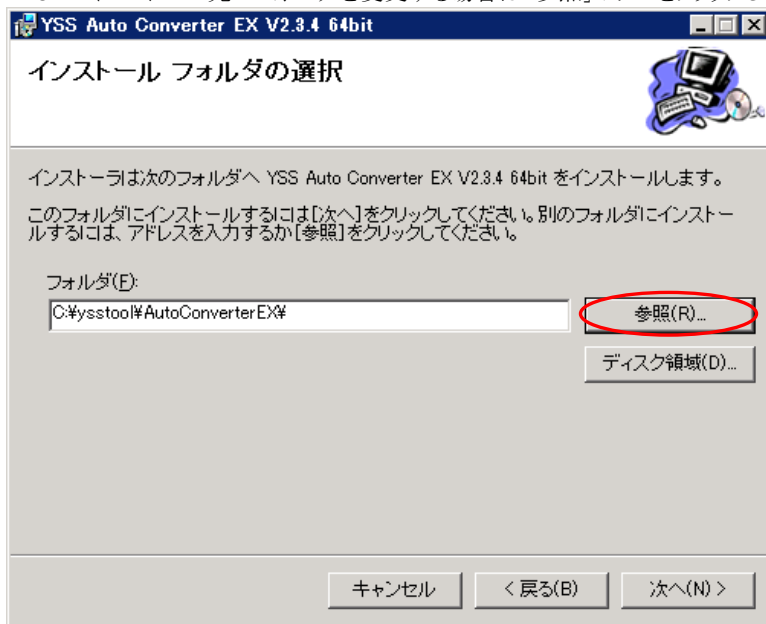 YSS Auto Converter EX V2.3.4 64bit
インストール フォルダの選択
インストーラは次のフォルダへ YSS Auto Converter EX V2.3.4 64bit をインストールします。
このフォルダにインストールするには[次へ]をクリックしてください。別のフォルダにインストー
ルするには、アドレスを入力するか[参照]をクリックしてください。
フォルダ(F):
C:¥ysstool¥AutoConverterEX¥
参照(R)...
ディスク領域(D)...
キャンセル
< 戻る(B)
次へ(N) >